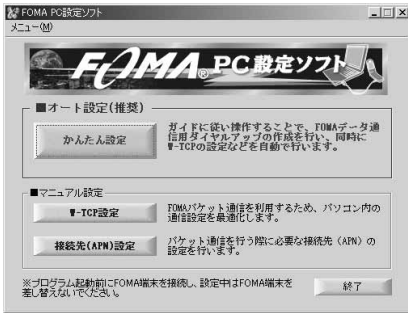 FOMA PC設定ソフト
メニュー(M)
FOMA® PC設定ソフト
■オート設定(推奨)
かんたん設定
ガイドに従い操作することで、FOMAデータ通
信用ダイヤルアップの作成を行い、同時に
W-TCPの設定などを自動で行います。
■マニュアル設定
W-TCP設定
FOMAパケット通信を利用するため、パソコン内の
通信設定を最適化します。
接続先(APN)設定
パケット通信を行う際に必要な接続先(APN)の
設定を行います。
※プログラム起動前にFOMA端末を接続し、設定中はFOMA端末を
差し替えないでください。
終了